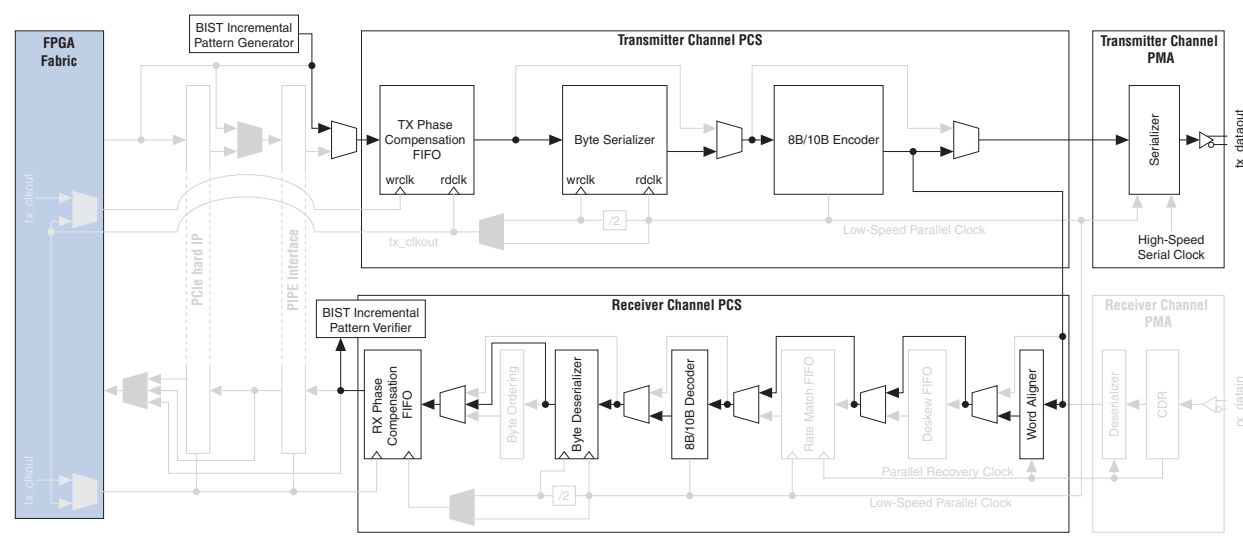 FPGA
Fabric
BIST Incremental
Pattern Generator
Transmitter Channel PCS
Transmitter Channel
PMA
TX Phase
Compensation
FIFO
wrclk
rdclk
Byte Serializer
wrclk
rdclk
8B/10B Encoder
Serializer
tx_dataout
tx_clkout
/2
tx_clkout
Low-Speed Parallel Clock
High-Speed
Serial Clock
PCIe hard IP
PIPE Interface
BIST Incremental
Pattern Verifier
Receiver Channel PCS
Receiver Channel
PMA
RX Phase
Compensation
FIFO
Byte Ordering
Byte Deserializer
8B/10B Decoder
Rate Match FIFO
Deskew FIFO
Word Aligner
Deserializer
CDR
rx_datain
tx_clkout
Parallel Recovery Clock
/2
Low-Speed Parallel Clock